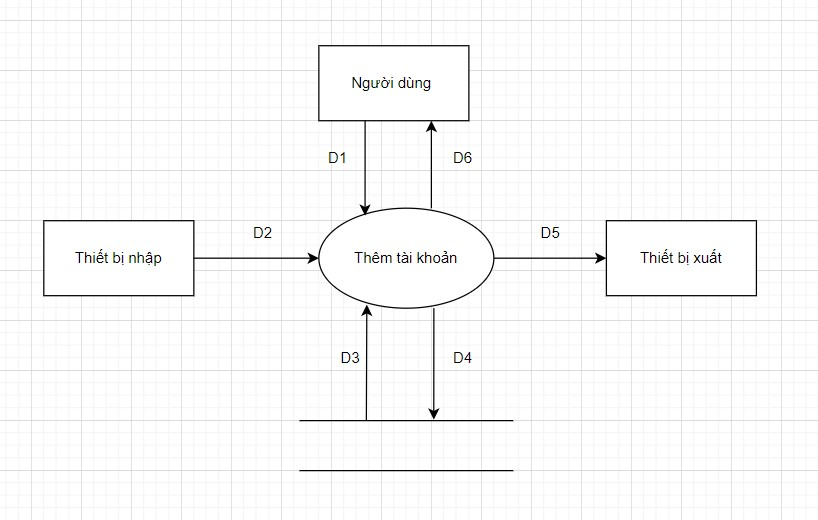 Người dùng
D1
D6
Thiết bị nhập
D2
Thêm tài khoản
D5
Thiết bị xuất
D3
D4